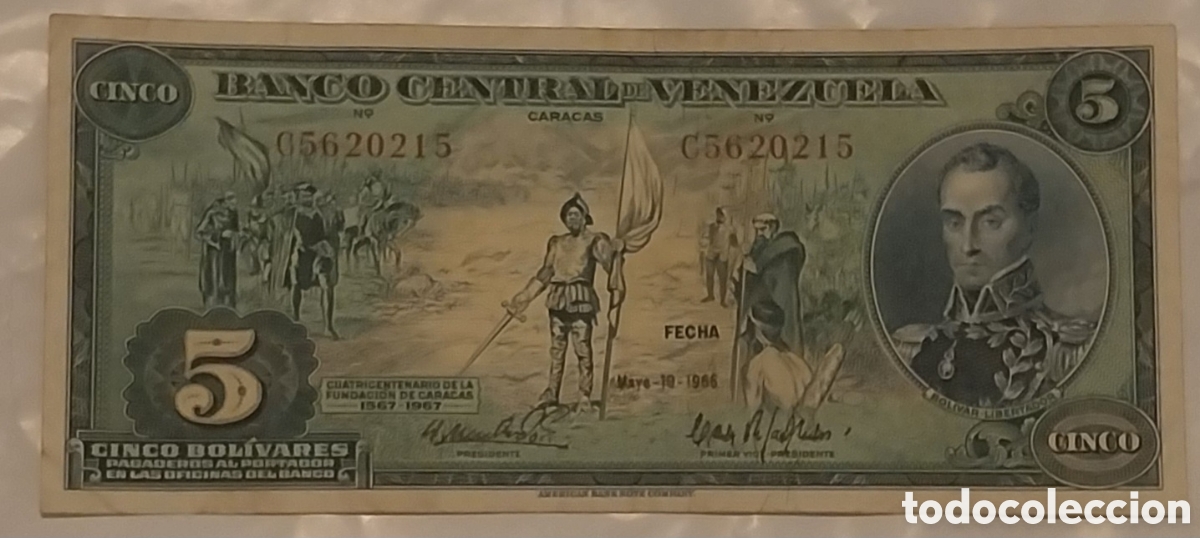 CINCO
BANCO CENTRAL DE VENEZUELA
5
Nº CARACAS Nº
C5620215 C5620215
FECHA
Mayo-10-1966
5
CUATRICENTENARIO DE LA
FUNDACION DE CARACAS
1567-1967
BOLIVAR LIBERTADOR
CINCO BOLÍVARES
PAGADEROS AL PORTADOR
EN LAS OFICINAS DEL BANCO
PRESIDENTE
PRIMER VICE-PRESIDENTE
CINCO
AMERICAN BANK NOTE COMPANY
todocoleccion